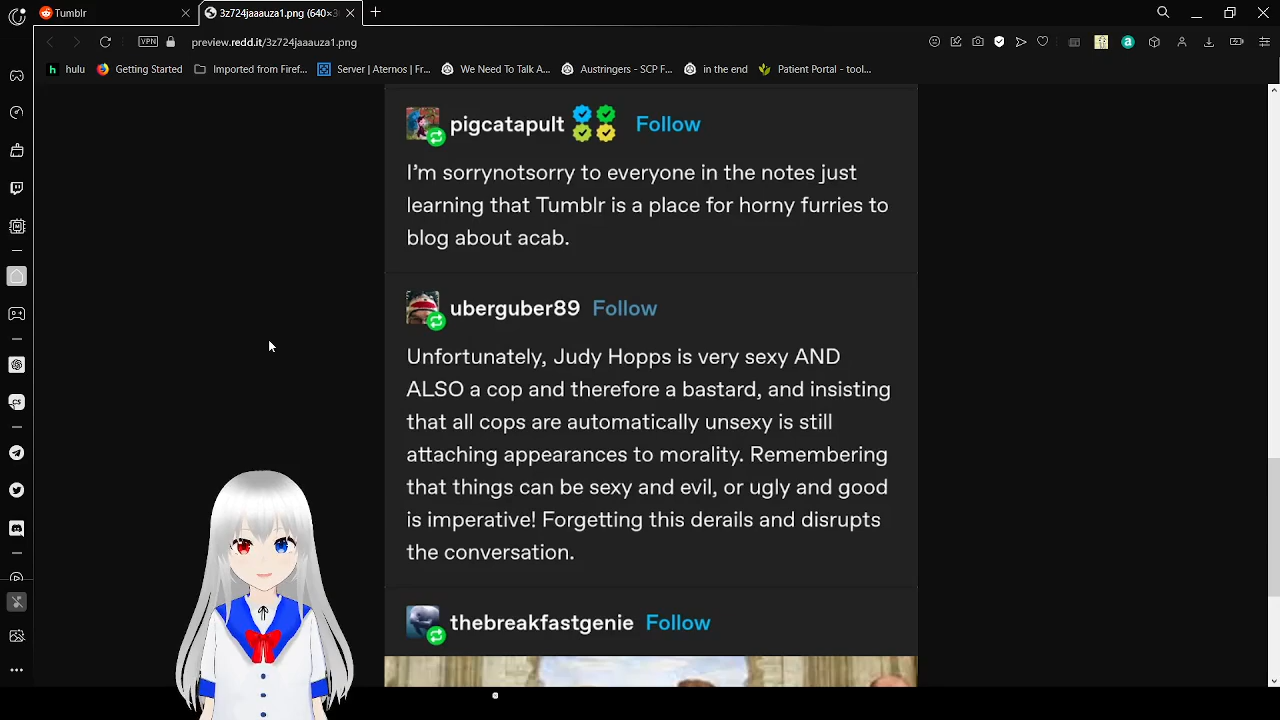 Tumblr
3z724jaaauza1.png (640×3
VPN
preview.redd.it/3z724jaaauza1.png
h hulu
Getting Started
Imported from Firef...
Server | Aternos | Fr...
We Need To Talk A...
Austringers - SCP F...
in the end
Patient Portal - tool...
pigcatapult Follow
I'm sorrynotsorry to everyone in the notes just
learning that Tumblr is a place for horny furries to
blog about acab.
uberguber89 Follow
Unfortunately, Judy Hopps is very sexy AND
ALSO a cop and therefore a bastard, and insisting
that all cops are automatically unsexy is still
attaching appearances to morality. Remembering
that things can be sexy and evil, or ugly and good
is imperative! Forgetting this derails and disrupts
the conversation.
thebreakfastgenie Follow